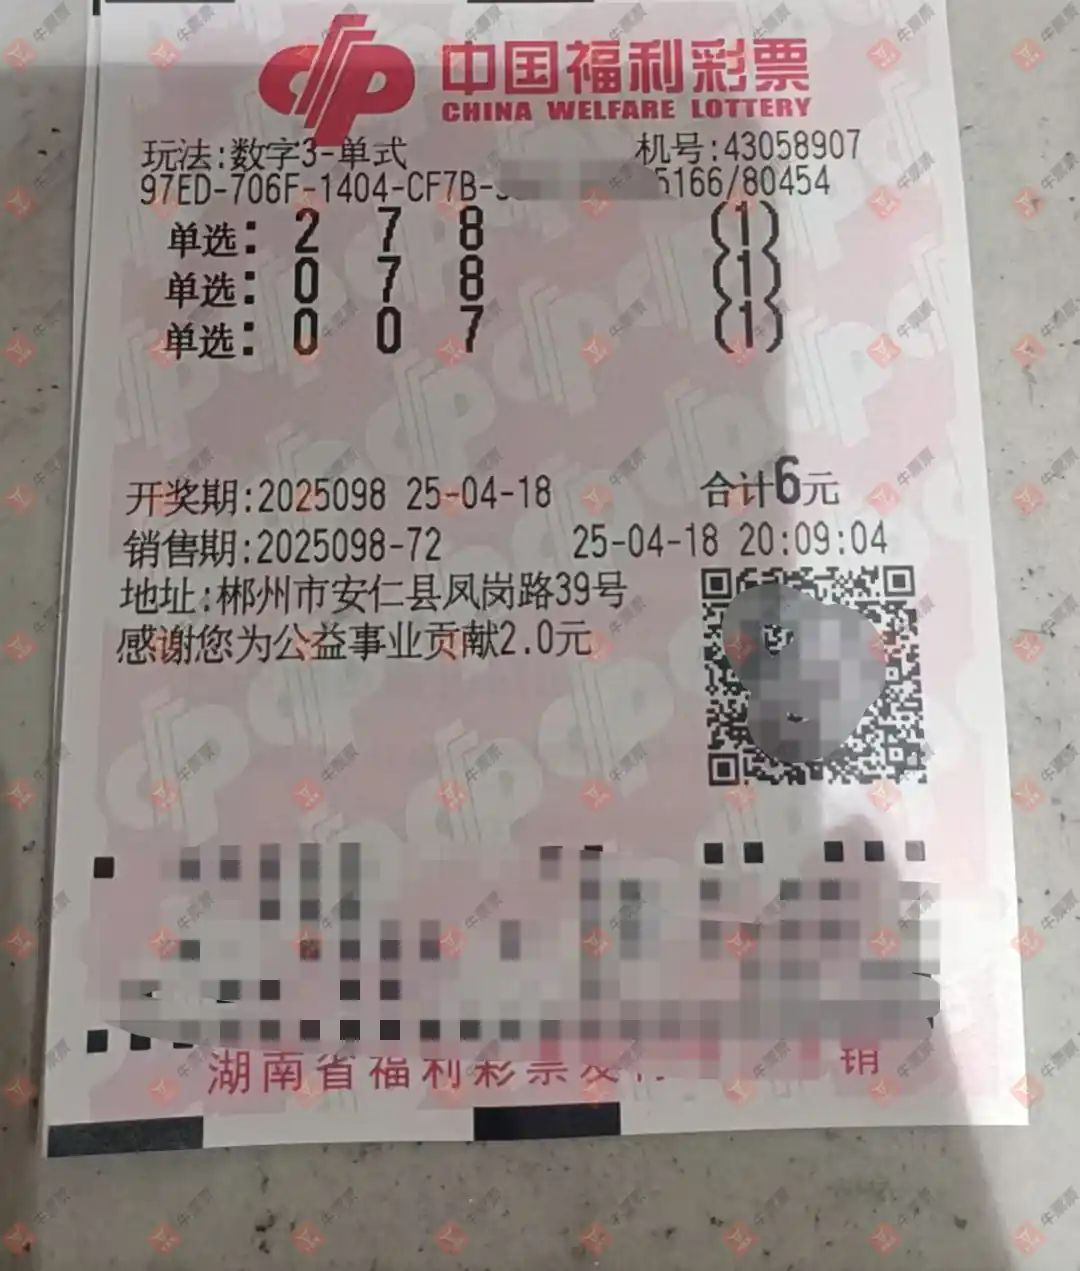 中国福利彩票
CHINA WELFARE LOTTERY
玩法:数字3-单式 机号:43058907
97ED-706F-1404-CF7B- 5166/80454
单选: 2 7 8 (1)
单选: 0 7 8 (1)
单选: 0 0 7 (1)
开奖期:2025098 25-04-18 合计6元
销售期:2025098-72 25-04-18 20:09:04
地址:郴州市安仁县凤岗路39号
感谢您为公益事业贡献2.0元
湖南省福利彩票发 销
牛票票